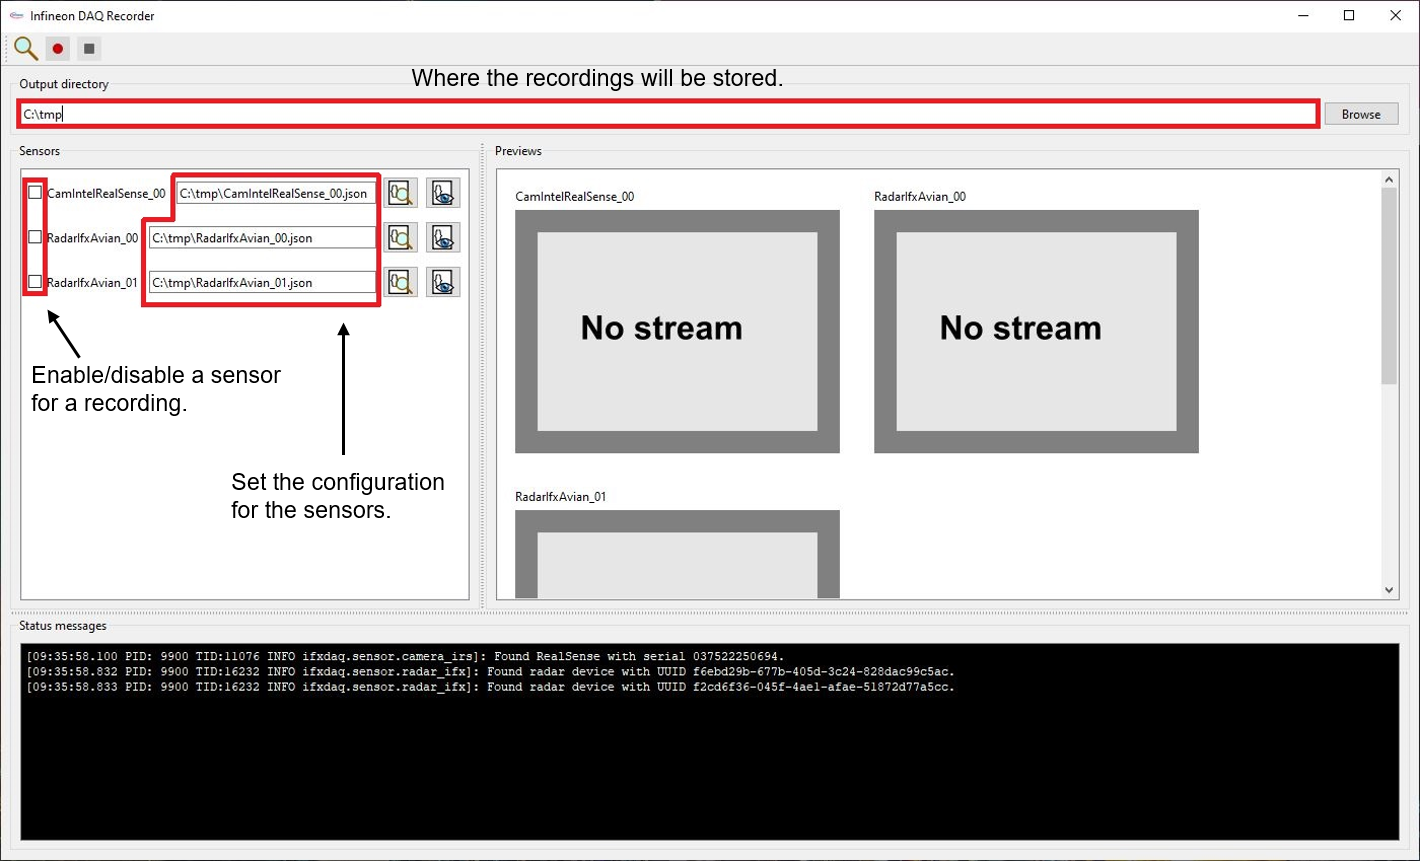 Infineon DAQ Recorder
Output directory
Where the recordings will be stored.
C:\tmp
Browse
Sensors
CamIntelRealSense_00
C:\tmp\CamIntelRealSense_00.json
RadarIfxAvian_00
C:\tmp\RadarIfxAvian_00.json
RadarIfxAvian_01
C:\tmp\RadarIfxAvian_01.json
Enable/disable a sensor
for a recording.
Set the configuration
for the sensors.
Previews
CamIntelRealSense_00
RadarIfxAvian_00
No stream
No stream
RadarIfxAvian_01
Status messages
[09:35:58.100 PID: 9900 TID:11076 INFO ifxdaq.sensor.camera_irs]: Found RealSense with serial 037522250694.
[09:35:58.832 PID: 9900 TID:16232 INFO ifxdaq.sensor.radar_ifx]: Found radar device with UUID f6ebd29b-677b-405d-3c24-828dac99c5ac.
[09:35:58.833 PID: 9900 TID:16232 INFO ifxdaq.sensor.radar_ifx]: Found radar device with UUID f2cd6f36-045f-4ae1-afae-51872d77a5cc.